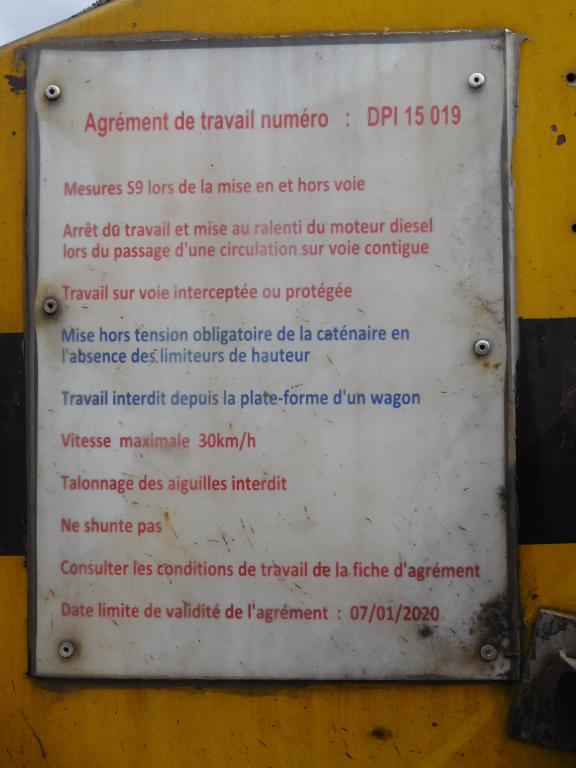 Agrément de travail numéro : DPI 15 019
Mesures S9 lors de la mise en et hors voie
Arrêt du travail et mise au ralenti du moteur diesel
lors du passage d'une circulation sur voie contigue
Travail sur voie interceptée ou protégée
Mise hors tension obligatoire de la caténaire en
l'absence des limiteurs de hauteur
Travail interdit depuis la plate-forme d'un wagon
Vitesse maximale 30km/h
Talonnage des aiguilles interdit
Ne shunte pas
Consulter les conditions de travail de la fiche d'agrément
Date limite de validité de l'agrément : 07/01/2020